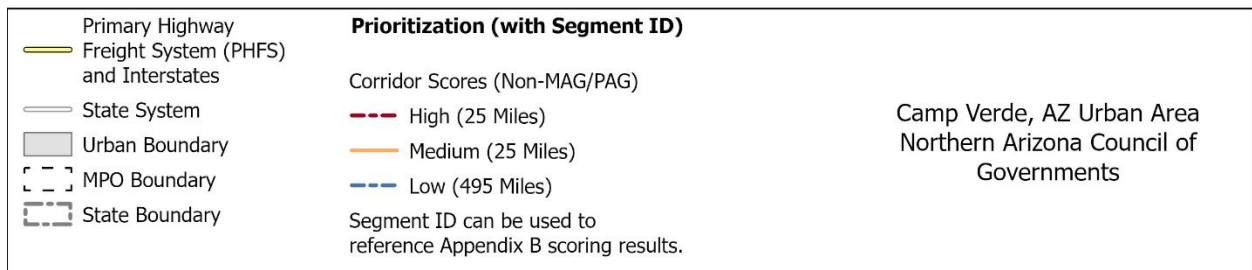 Primary Highway
Freight System (PHFS)
and Interstates
State System
Urban Boundary
MPO Boundary
State Boundary
Prioritization (with Segment ID)
Corridor Scores (Non-MAG/PAG)
High (25 Miles)
Medium (25 Miles)
Low (495 Miles)
Segment ID can be used to
reference Appendix B scoring results.
Camp Verde, AZ Urban Area
Northern Arizona Council of
Governments